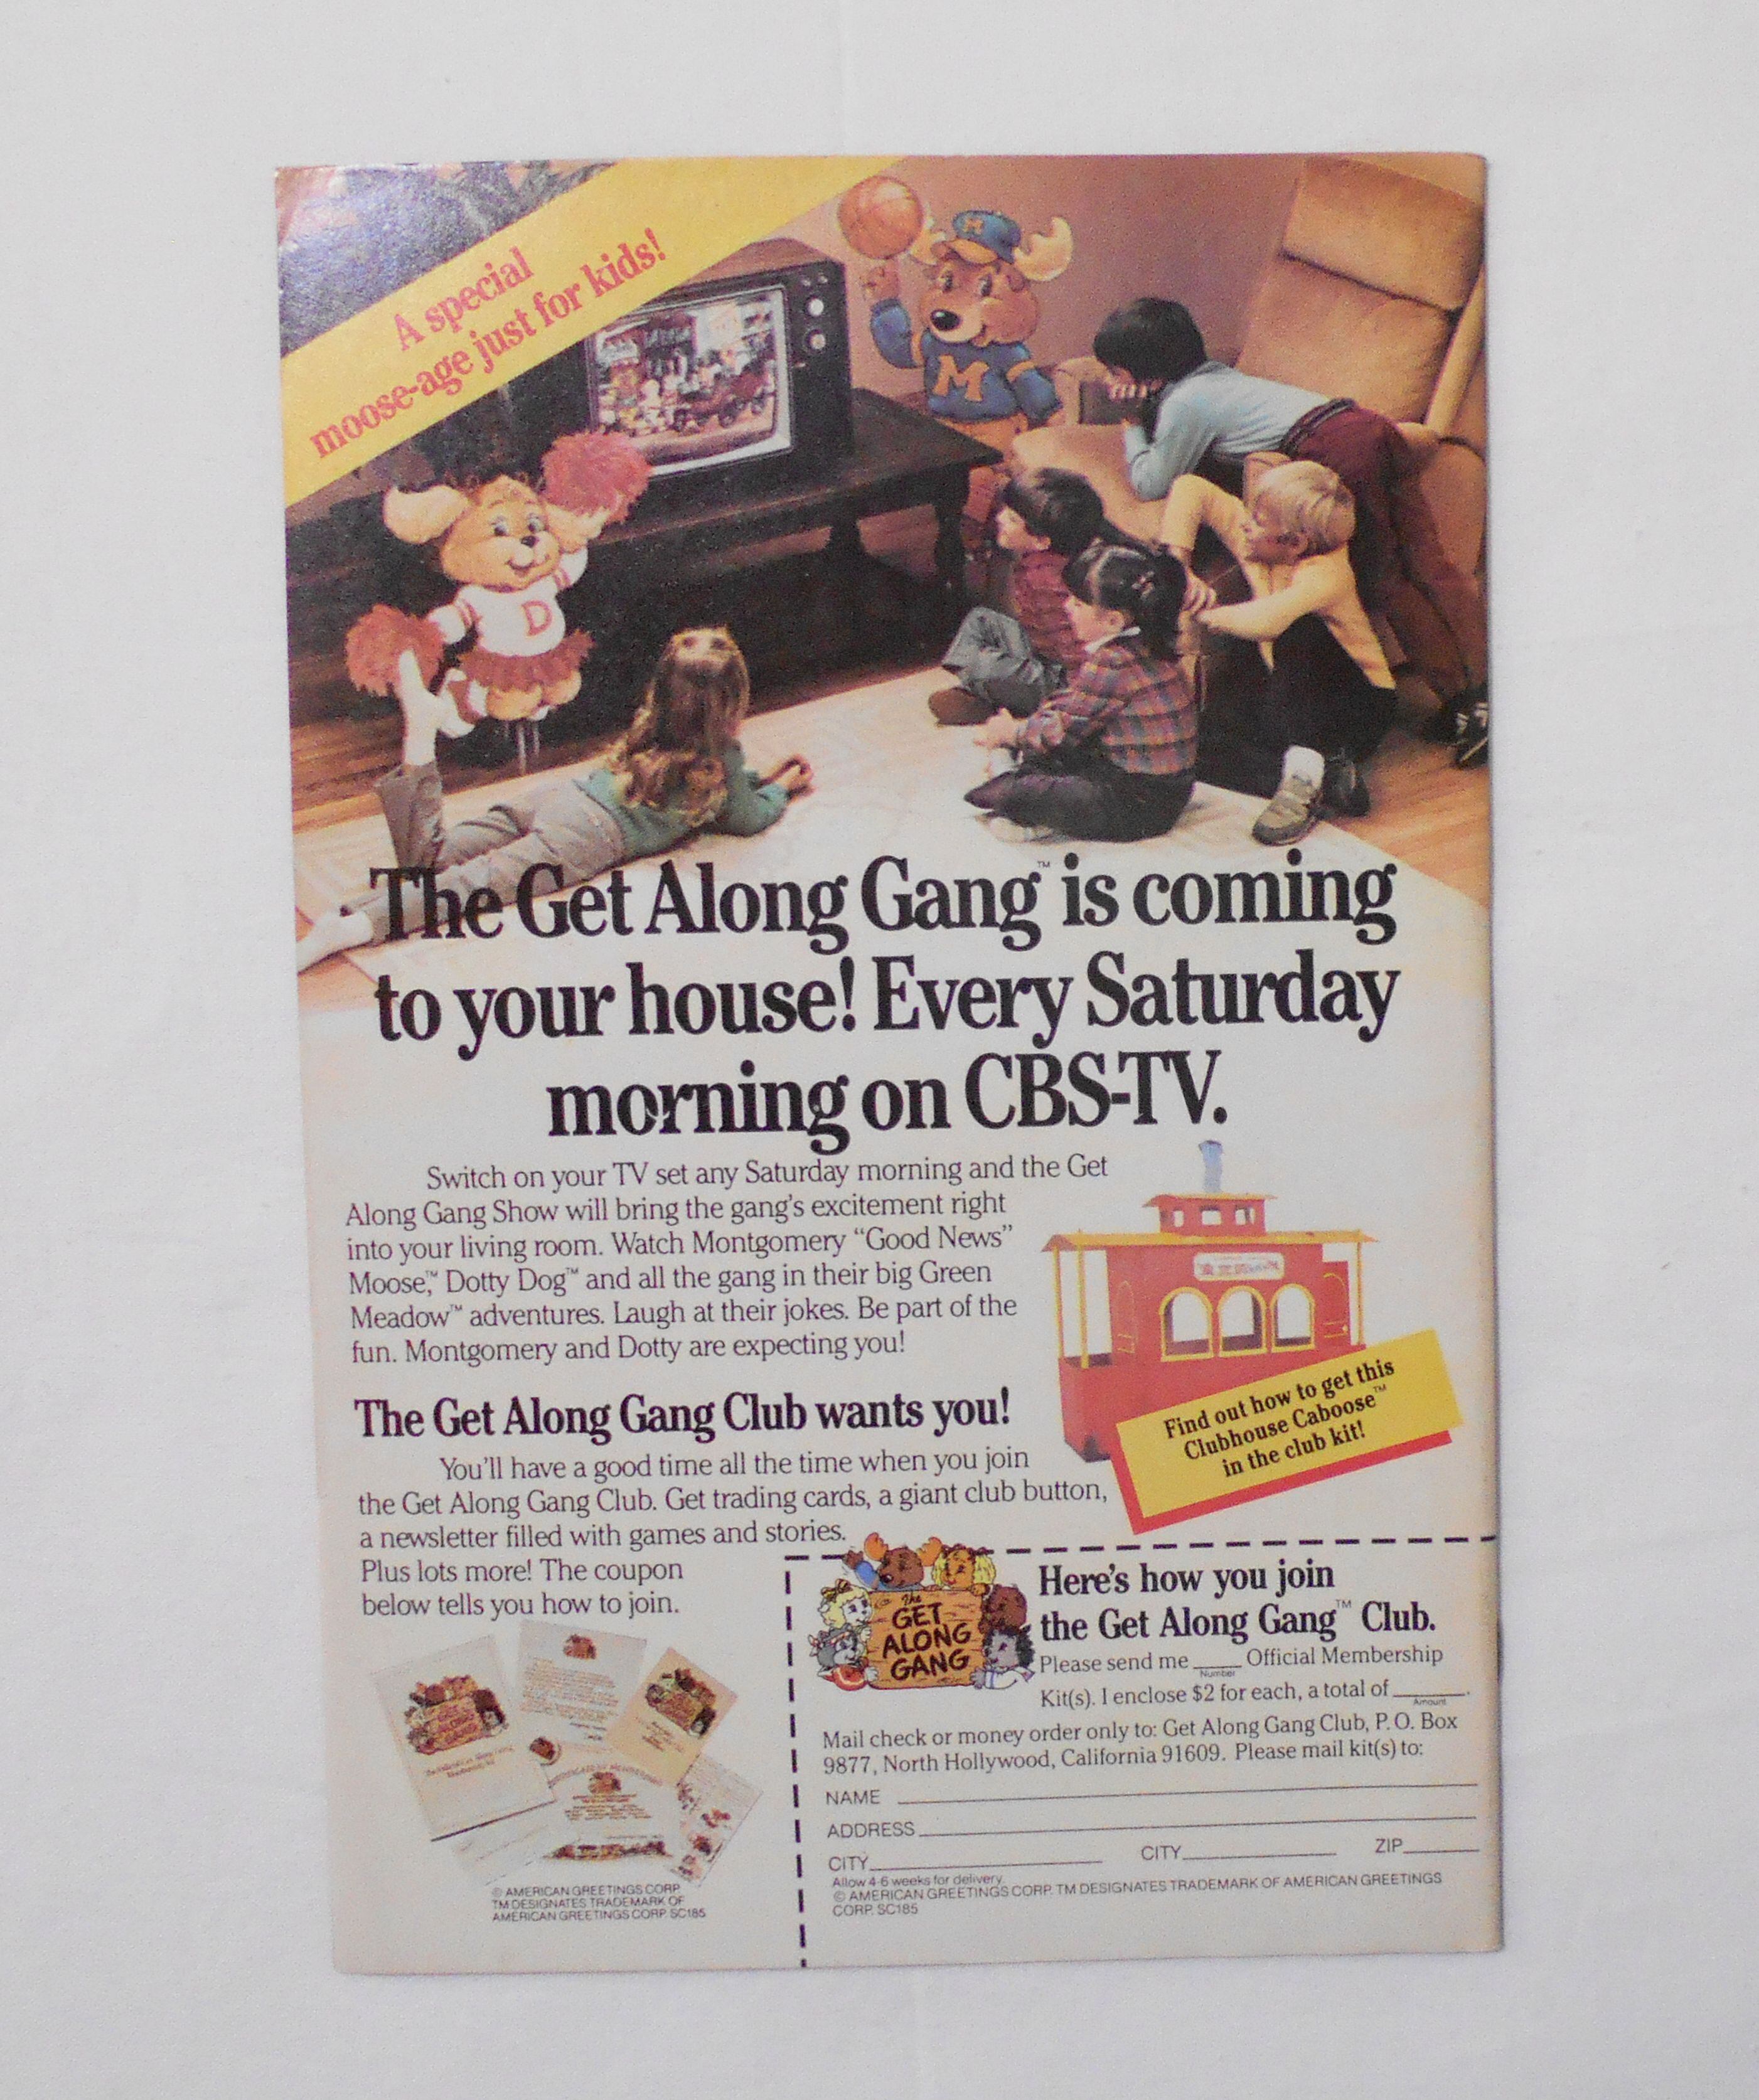 A special
moose-age just for kids!
M
M
D
The Get Along Gang™ is coming
to your house! Every Saturday
morning on CBS-TV.
Switch on your TV set any Saturday morning and the Get
Along Gang Show will bring the gang's excitement right
into your living room. Watch Montgomery “Good News”
Moose,™ Dotty Dog™ and all the gang in their big Green
Meadow™ adventures. Laugh at their jokes. Be part of the
fun. Montgomery and Dotty are expecting you!
The Get Along Gang Club wants you!
You'll have a good time all the time when you join
the Get Along Gang Club. Get trading cards, a giant club button,
a newsletter filled with games and stories.
Plus lots more! The coupon
below tells you how to join.
Find out how to get this
Clubhouse Caboose™
in the club kit!
GET
ALONG
GANG
© AMERICAN GREETINGS CORP.
TM DESIGNATES TRADEMARK OF
AMERICAN GREETINGS CORP. SC185
The
GET
ALONG
GANG
Here's how you join
the Get Along Gang™ Club.
Please send me ____ Official Membership
Number
Kit(s). I enclose $2 for each, a total of ______.
Amount
Mail check or money order only to: Get Along Gang Club, P.O. Box
9877, North Hollywood, California 91609. Please mail kit(s) to:
NAME
ADDRESS
CITY CITY ZIP
Allow 4-6 weeks for delivery.
© AMERICAN GREETINGS CORP. TM DESIGNATES TRADEMARK OF AMERICAN GREETINGS
CORP. SC185